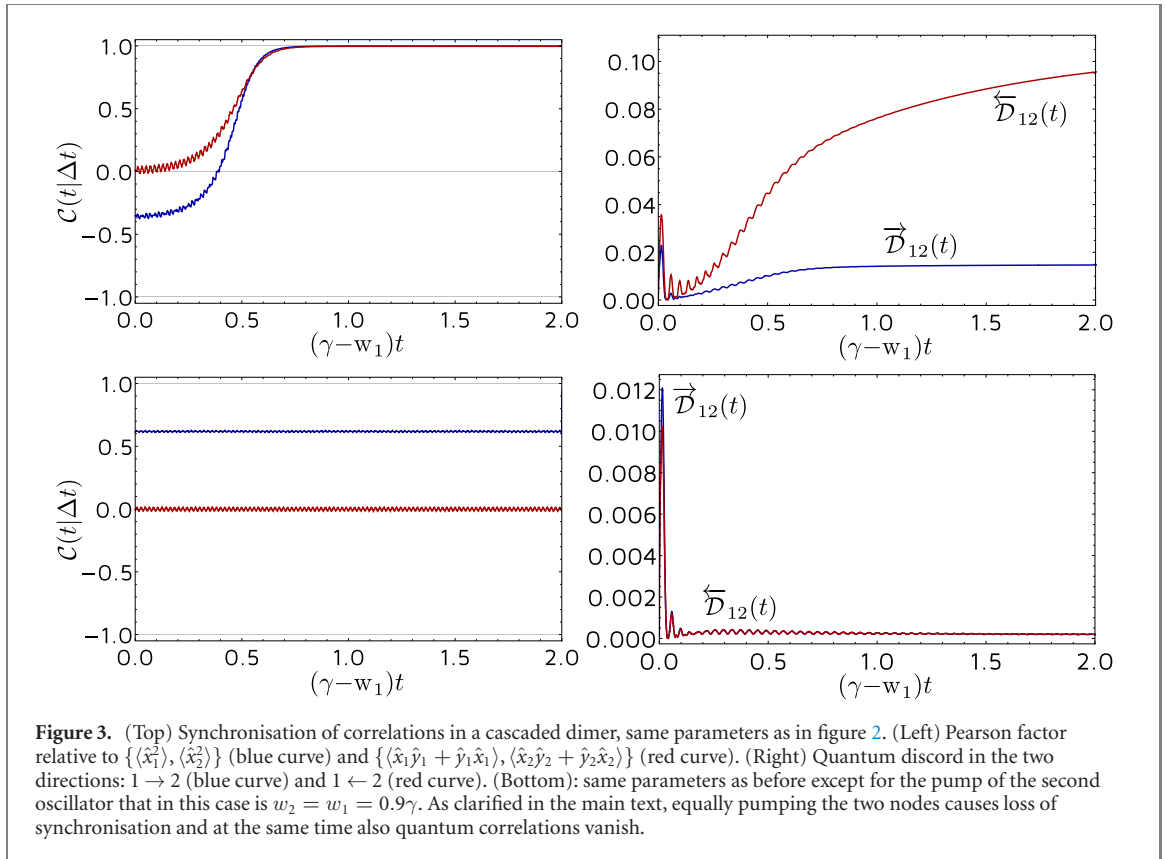 1.0
0.5
0.0
−0.5
−1.0
C(t|Δt)
0.0 0.5 1.0 1.5 2.0
(γ−w₁)t
0.10
0.08
0.06
0.04
0.02
0.00
←D₁₂(t)
→D₁₂(t)
0.0 0.5 1.0 1.5 2.0
(γ−w₁)t
1.0
0.5
0.0
−0.5
−1.0
C(t|Δt)
0.0 0.5 1.0 1.5 2.0
(γ−w₁)t
0.012
0.010
0.008
0.006
0.004
0.002
0.000
→D₁₂(t)
←D₁₂(t)
0.0 0.5 1.0 1.5 2.0
(γ−w₁)t
Figure 3. (Top) Synchronisation of correlations in a cascaded dimer, same parameters as in figure 2. (Left) Pearson factor
relative to {⟨x̂₁²⟩, ⟨x̂₂²⟩} (blue curve) and {⟨x̂₁ŷ₁ + ŷ₁x̂₁⟩, ⟨x̂₂ŷ₂ + ŷ₂x̂₂⟩} (red curve). (Right) Quantum discord in the two
directions: 1 → 2 (blue curve) and 1 ← 2 (red curve). (Bottom): same parameters as before except for the pump of the second
oscillator that in this case is w₂ = w₁ = 0.9γ. As clarified in the main text, equally pumping the two nodes causes loss of
synchronisation and at the same time also quantum correlations vanish.